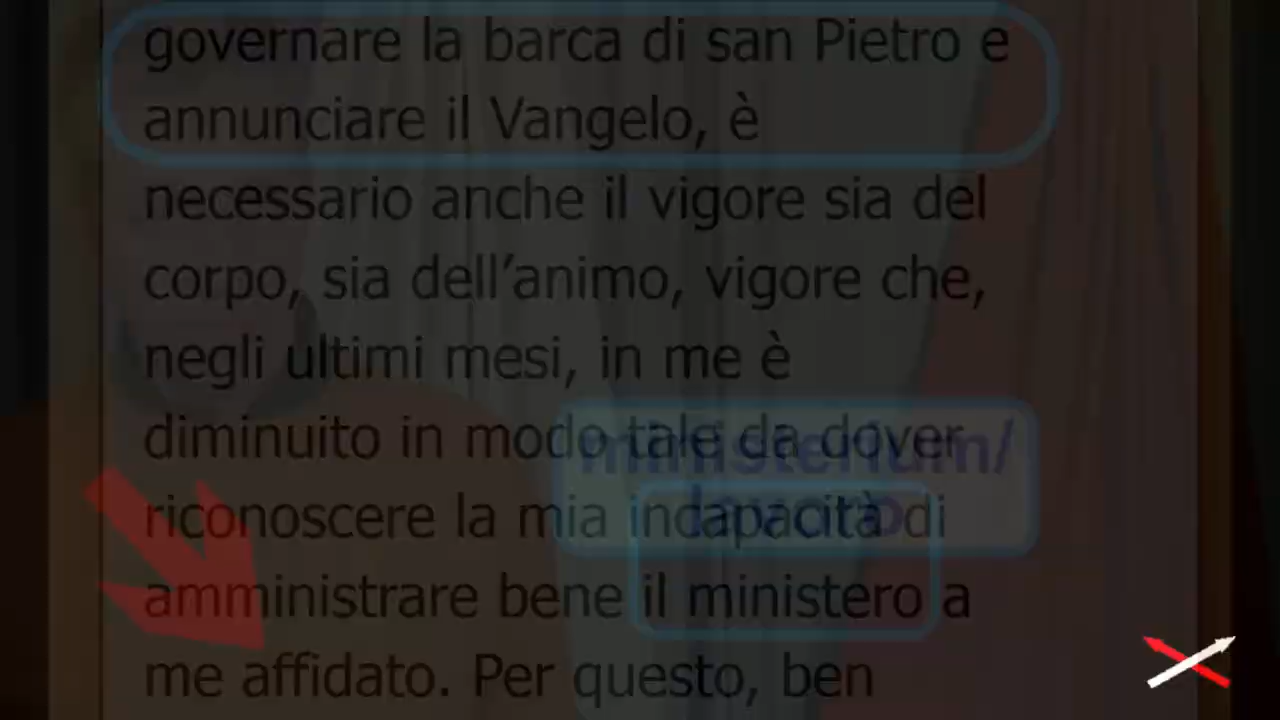 governare la barca di san Pietro e
annunciare il Vangelo, è
necessario anche il vigore sia del
corpo, sia dell’animo, vigore che,
negli ultimi mesi, in me è
diminuito in modo tale da dover
ministerium/
riconoscere la mia incapacità di
lavoro
amministrare bene il ministero a
me affidato. Per questo, ben